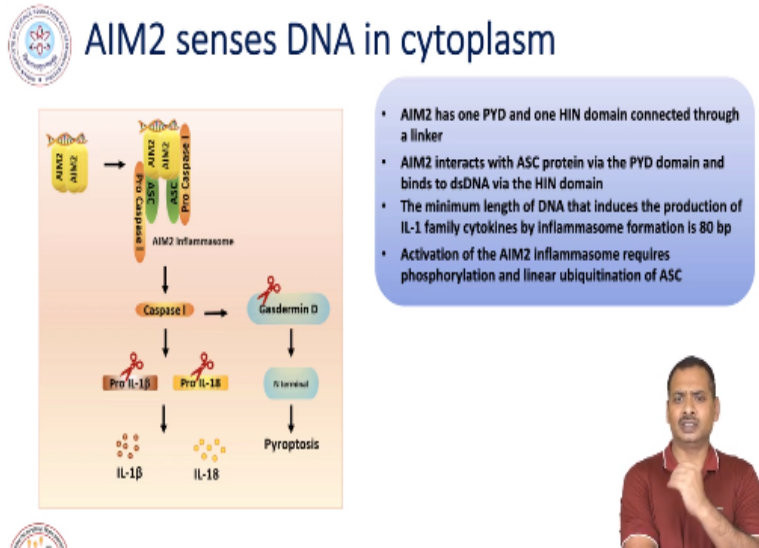 AIM2 senses DNA in cytoplasm
• AIM2 has one PYD and one HIN domain connected through
a linker
• AIM2 interacts with ASC protein via the PYD domain and
binds to dsDNA via the HIN domain
• The minimum length of DNA that induces the production of
IL-1 family cytokines by inflammasome formation is 80 bp
• Activation of the AIM2 inflammasome requires
phosphorylation and linear ubiquitination of ASC
AIM2
AIM2
AIM2
AIM2
Pro Caspase I
ASC
ASC
Pro Caspase I
AIM2 Inflammasome
Caspase I
Gasdermin D
Pro IL-1β
Pro IL-18
N terminal
IL-1β
IL-18
Pyroptosis